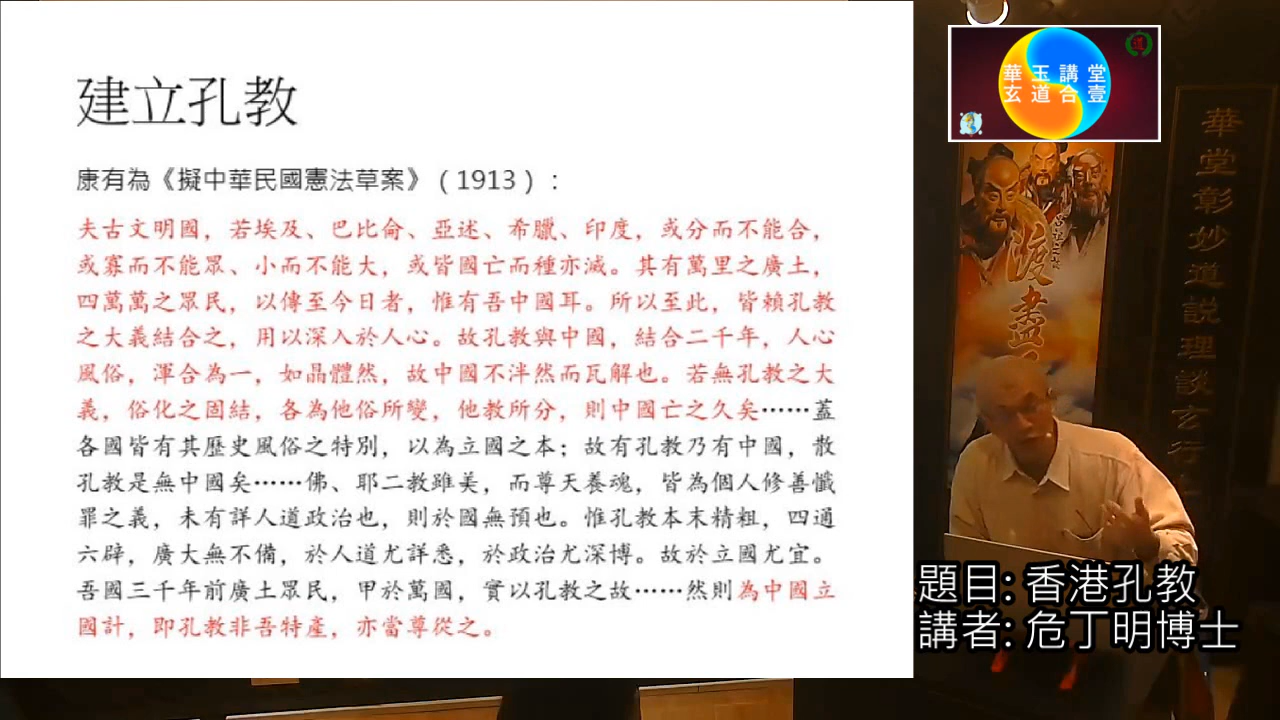 建立孔教
康有為《擬中華民國憲法草案》（1913）：
夫古文明國，若埃及、巴比侖、亞述、希臘、印度，或分而不能合，
或寡而不能眾、小而不能大，或皆國亡而種亦滅。其有萬里之廣土，
四萬萬之眾民，以傳至今日者，惟有吾中國耳。所以至此，皆賴孔教
之大義結合之，用以深入於人心。故孔教與中國，結合二千年，人心
風俗，渾合為一，如晶體然，故中國不泮然而瓦解也。若無孔教之大
義，俗化之固結，各為他俗所變，他教所分，則中國亡之久矣……蓋
各國皆有其歷史風俗之特別，以為立國之本；故有孔教乃有中國，散
孔教是無中國矣……佛、耶二教雖美，而尊天養魂，皆為個人修善懺
罪之義，未有詳人道政治也，則於國無預也。惟孔教本末精粗，四通
六辟，廣大無不備，於人道尤詳悉，於政治尤深博。故於立國尤宜。
吾國三千年前廣土眾民，甲於萬國，實以孔教之故……然則為中國立
國計，即孔教非吾特產，亦當尊從之。
華玉講堂
玄道合壹
道
渡盡
華堂彰妙道說理談玄行
題目: 香港孔教
講者: 危丁明博士